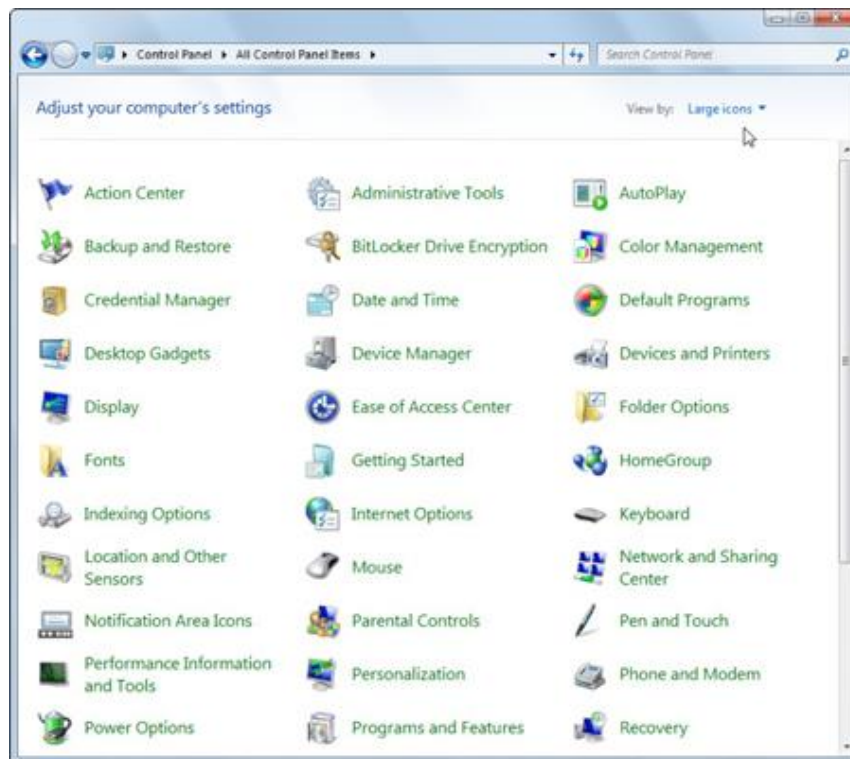 Control Panel ▸ All Control Panel Items ▸ Search Control Panel
Adjust your computer's settings View by: Large icons
Action Center Administrative Tools AutoPlay
Backup and Restore BitLocker Drive Encryption Color Management
Credential Manager Date and Time Default Programs
Desktop Gadgets Device Manager Devices and Printers
Display Ease of Access Center Folder Options
Fonts Getting Started HomeGroup
Indexing Options Internet Options Keyboard
Location and Other
Sensors
Mouse
Network and Sharing
Center
Notification Area Icons Parental Controls Pen and Touch
Performance Information
and Tools
Personalization Phone and Modem
Power Options Programs and Features Recovery